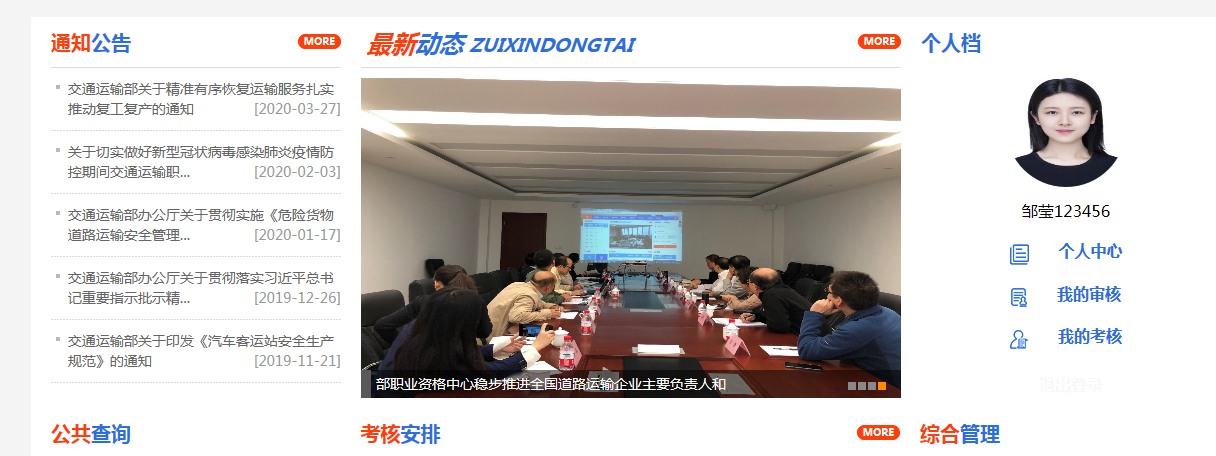 通知公告
MORE
交通运输部关于精准有序恢复运输服务扎实
推动复工复产的通知 [2020-03-27]
关于切实做好新型冠状病毒感染肺炎疫情防
控期间交通运输职... [2020-02-03]
交通运输部办公厅关于贯彻实施《危险货物
道路运输安全管理... [2020-01-17]
交通运输部办公厅关于贯彻落实习近平总书
记重要指示批示精... [2019-12-26]
交通运输部关于印发《汽车客运站安全生产
规范》的通知 [2019-11-21]
最新动态 ZUIXINDONGTAI
MORE
部职业资格中心稳步推进全国道路运输企业主要负责人和
个人档
邹莹123456
个人中心
我的审核
我的考核
退出登录
公共查询
考核安排
MORE
综合管理